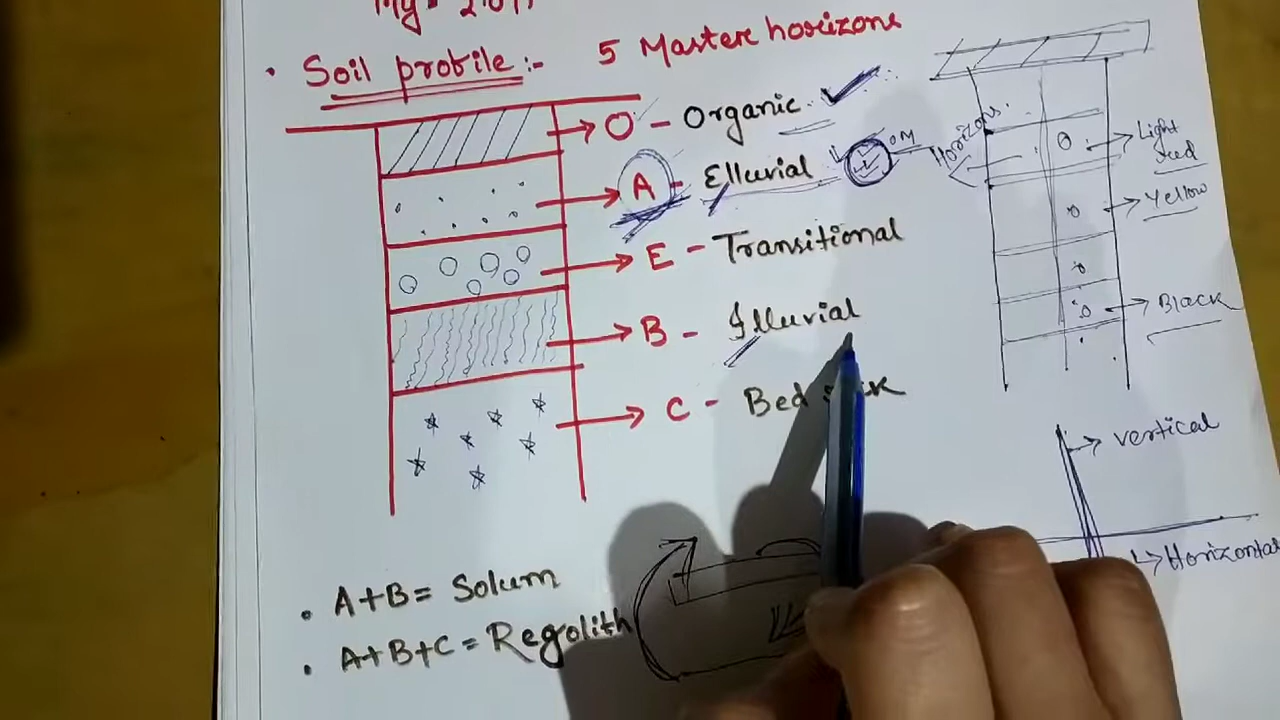 • Soil profile:- 5 Master horizons
→ O - Organic
→ A - Elluvial
OM
→ E - Transitional
→ B - Illuvial
→ C - Bed
• A+B = Solum
• A+B+C = Regolith
Horizons
→ Light
red
→ Yellow
→ Black
→ vertical
↳ Horizontal